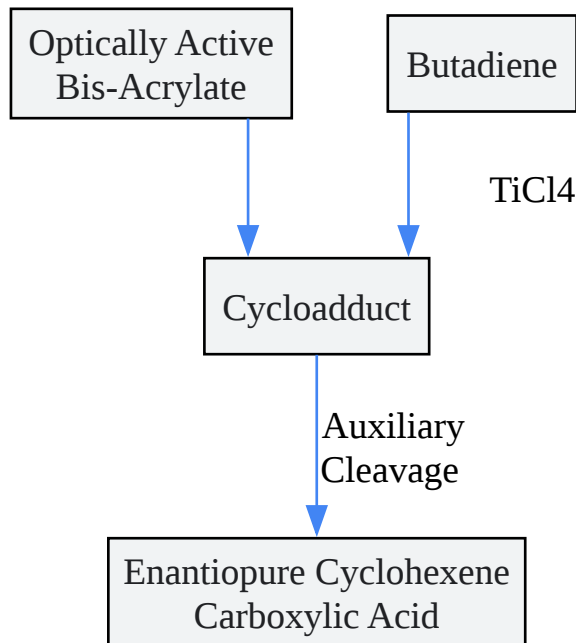 Optically Active
Bis-Acrylate
Butadiene
TiCl4
Cycloadduct
Auxiliary
Cleavage
Enantiopure Cyclohexene
Carboxylic Acid